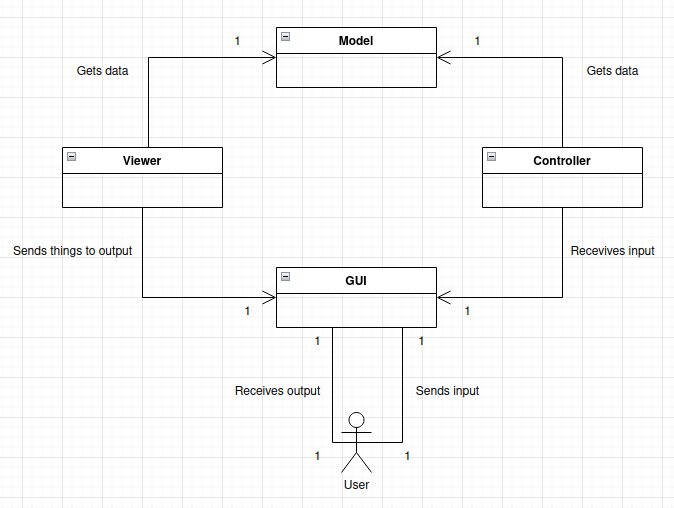 1
Model
1
Gets data
Gets data
Viewer
Controller
Sends things to output
Recevives input
GUI
1
1
1
1
Receives output
Sends input
1
1
User